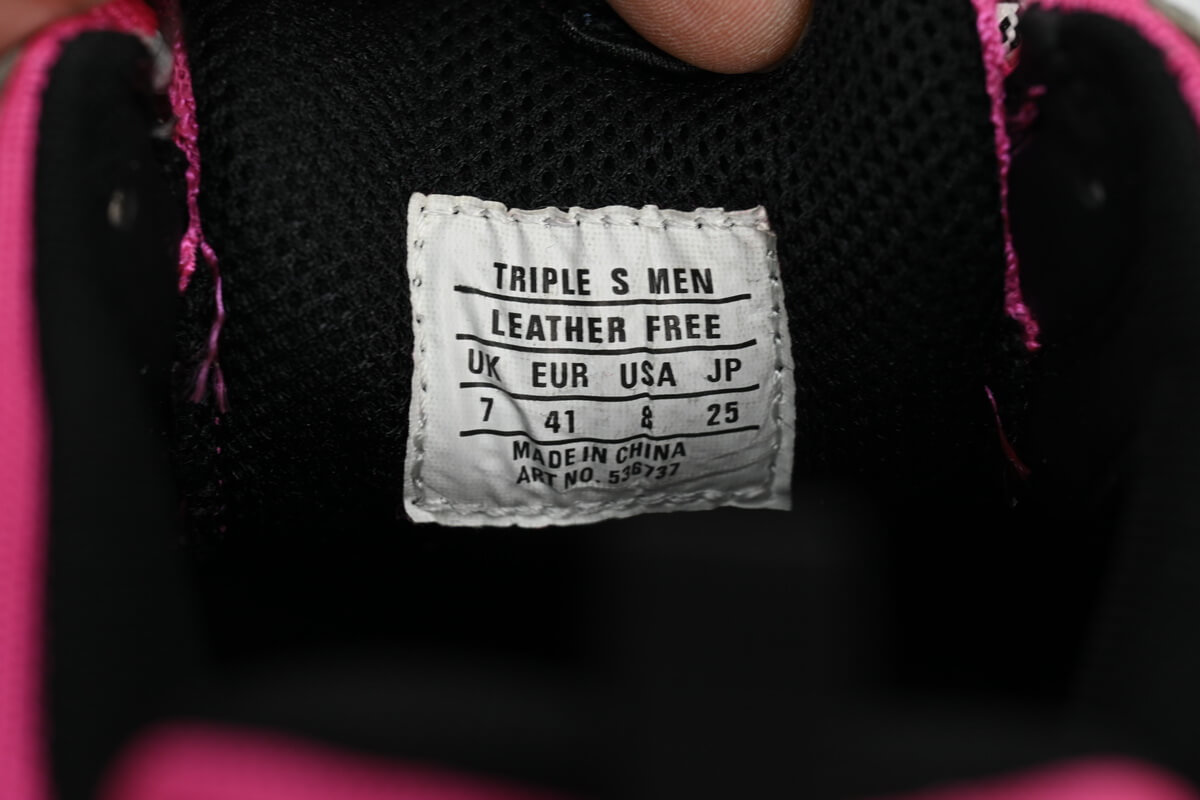 TRIPLE S MEN
LEATHER FREE
UK EUR USA JP
7 41 8 25
MADE IN CHINA
ART NO. 536737